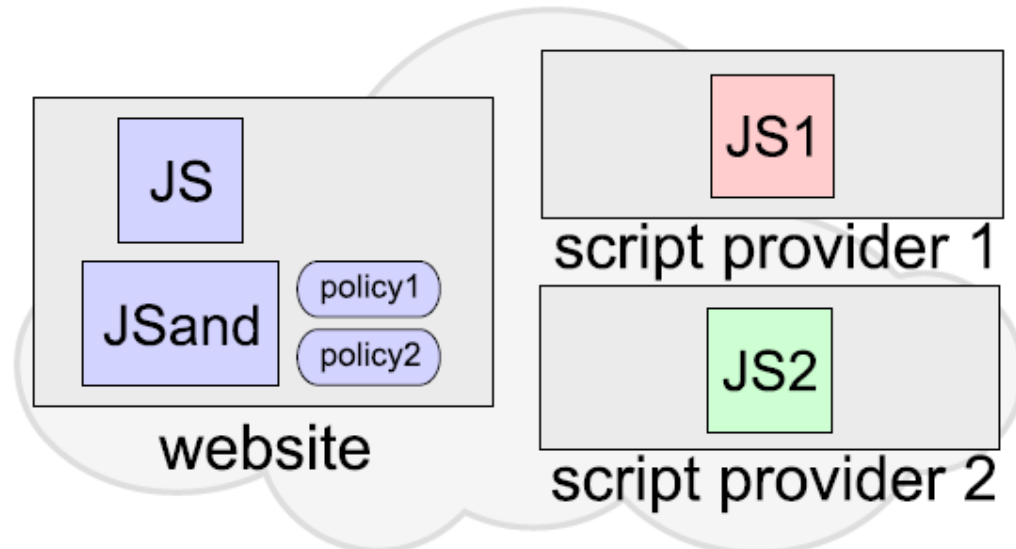 JS
JSand
policy1
policy2
website
JS1
script provider 1
JS2
script provider 2